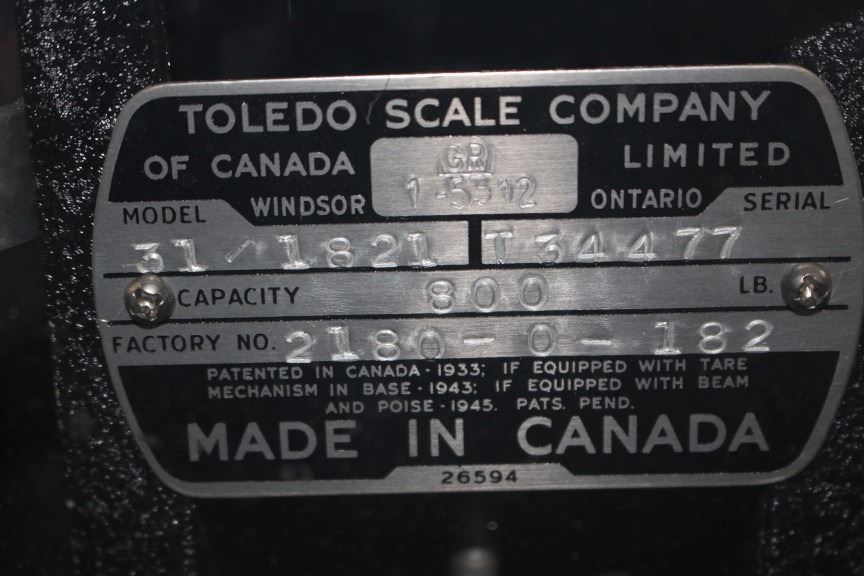 TOLEDO SCALE COMPANY
OF CANADA LIMITED
GR
1-5312
WINDSOR ONTARIO
MODEL SERIAL
31/1821 T34477
CAPACITY 800 LB.
FACTORY NO. 2180-0-182
PATENTED IN CANADA·1933; IF EQUIPPED WITH TARE
MECHANISM IN BASE·1943; IF EQUIPPED WITH BEAM
AND POISE·1945. PATS. PEND.
MADE IN CANADA
26594